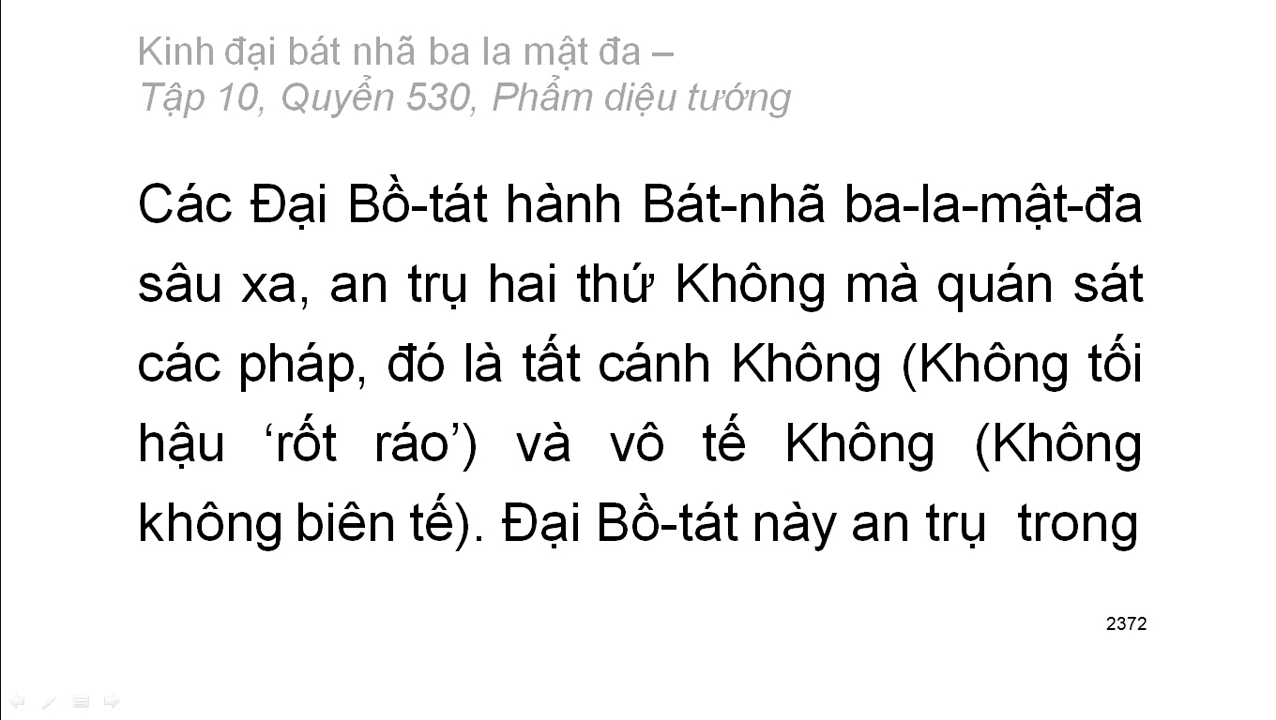 Kinh đại bát nhã ba la mật đa –
Tập 10, Quyển 530, Phẩm diệu tướng
Các Đại Bồ-tát hành Bát-nhã ba-la-mật-đa
sâu xa, an trụ hai thứ Không mà quán sát
các pháp, đó là tất cánh Không (Không tối
hậu ‘rốt ráo’) và vô tế Không (Không
không biên tế). Đại Bồ-tát này an trụ  trong
2372